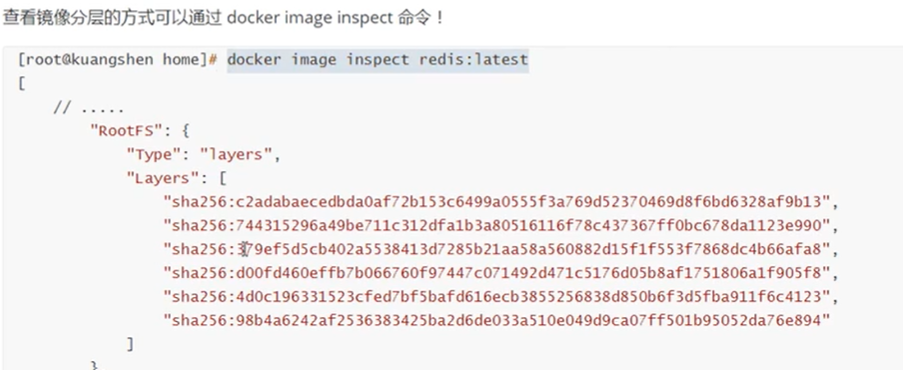 查看镜像分层的方式可以通过 docker image inspect 命令！
[root@kuangshen home]# docker image inspect redis:latest
[
// .....
"RootFS": {
"Type": "layers",
"Layers": [
"sha256:c2adabaecedbda0af72b153c6499a0555f3a769d52370469d8f6bd6328af9b13",
"sha256:744315296a49be711c312dfa1b3a80516116f78c437367ff0bc678da1123e990",
"sha256:379ef5d5cb402a5538413d7285b21aa58a560882d15f1f553f7868dc4b66afa8",
"sha256:d00fd460effb7b066760f97447c071492d471c5176d05b8af1751806a1f905f8",
"sha256:4d0c196331523cfed7bf5bafd616ecb3855256838d850b6f3d5fba911f6c4123",
"sha256:98b4a6242af2536383425ba2d6de033a510e049d9ca07ff501b95052da76e894"
]
}